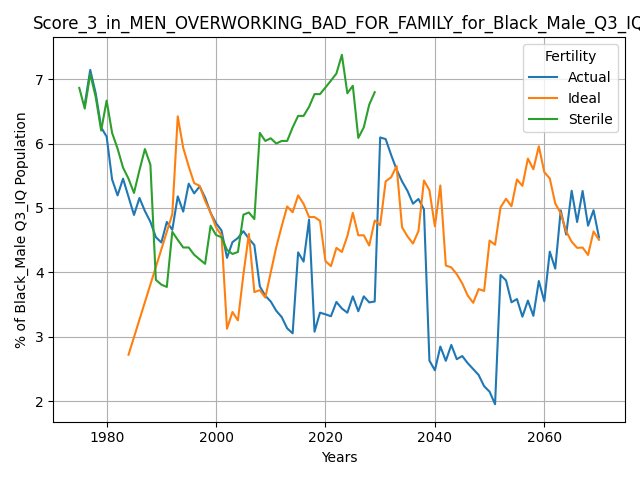 Score_3_in_MEN_OVERWORKING_BAD_FOR_FAMILY_for_Black_Male_Q3_IQ
Fertility
Actual
Ideal
Sterile
% of Black_Male Q3_IQ Population
7
6
5
4
3
2
1980
2000
2020
2040
2060
Years